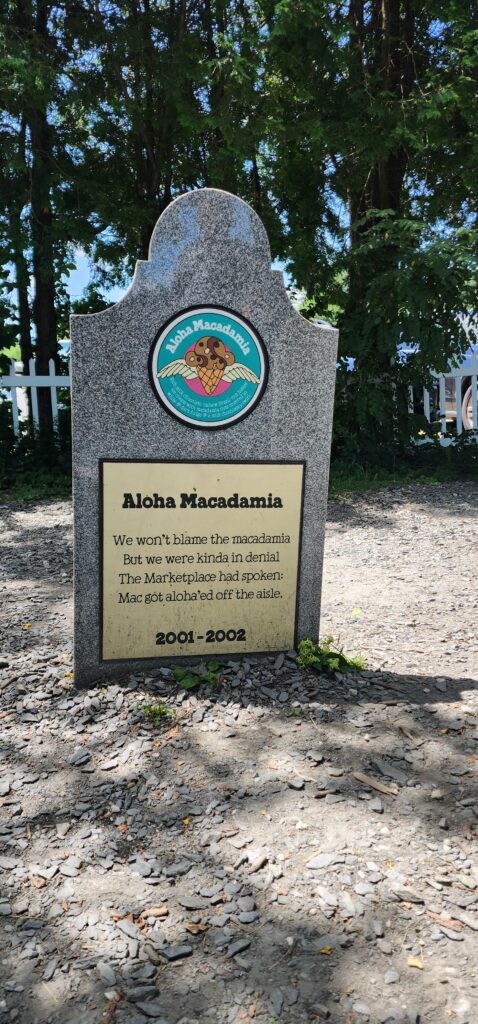 Aloha Macadamia
Aloha Macadamia
We won't blame the macadamia
But we were kinda in denial
The Marketplace had spoken:
Mac got aloha'ed off the aisle.
2001-2002